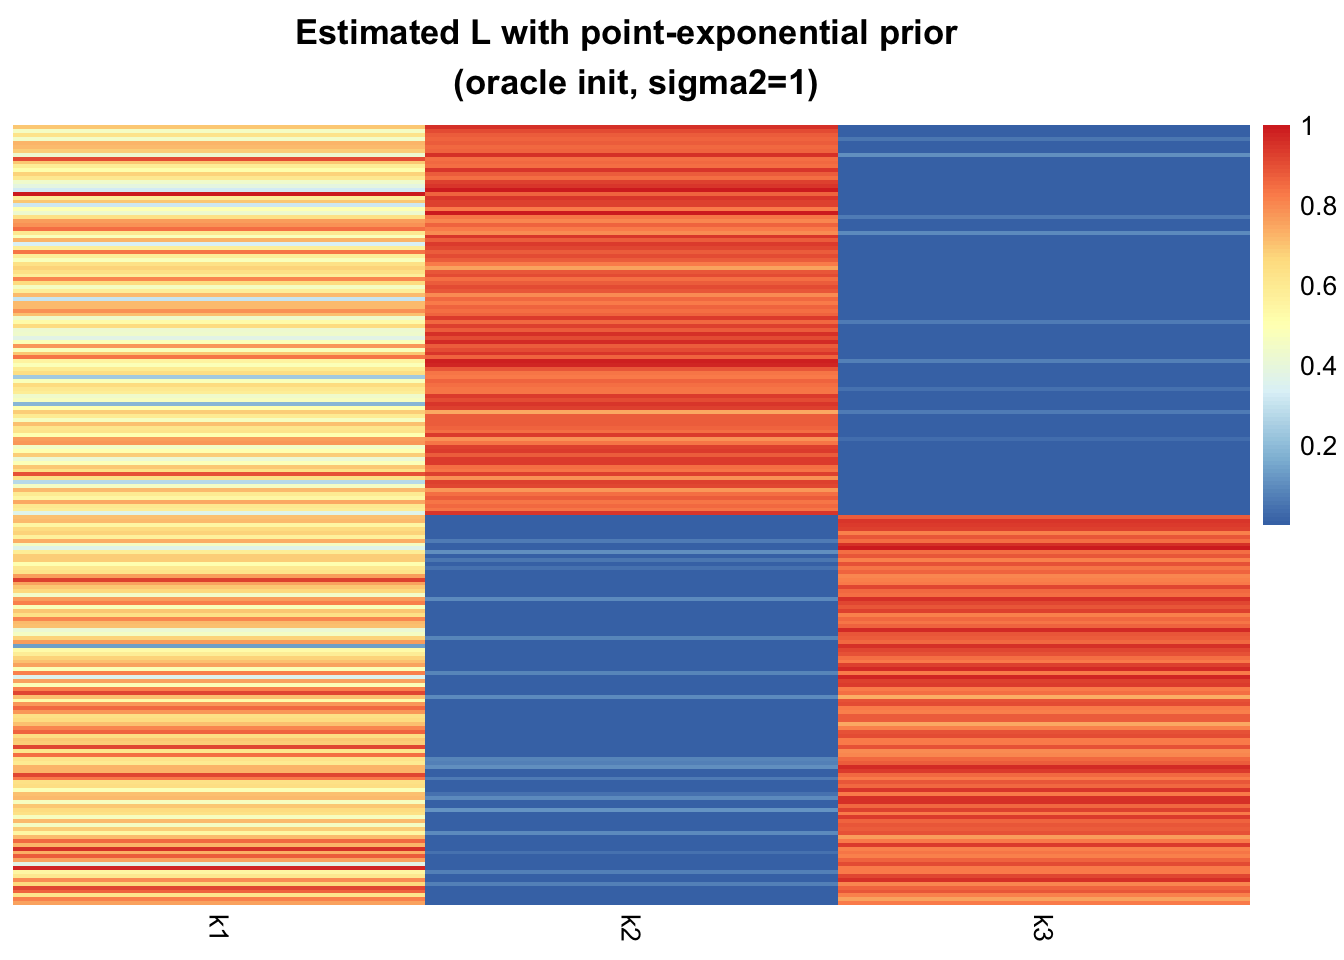 Estimated L with point-exponential prior
(oracle init, sigma2=1)
1
0.8
0.6
0.4
0.2
k1
k2
k3